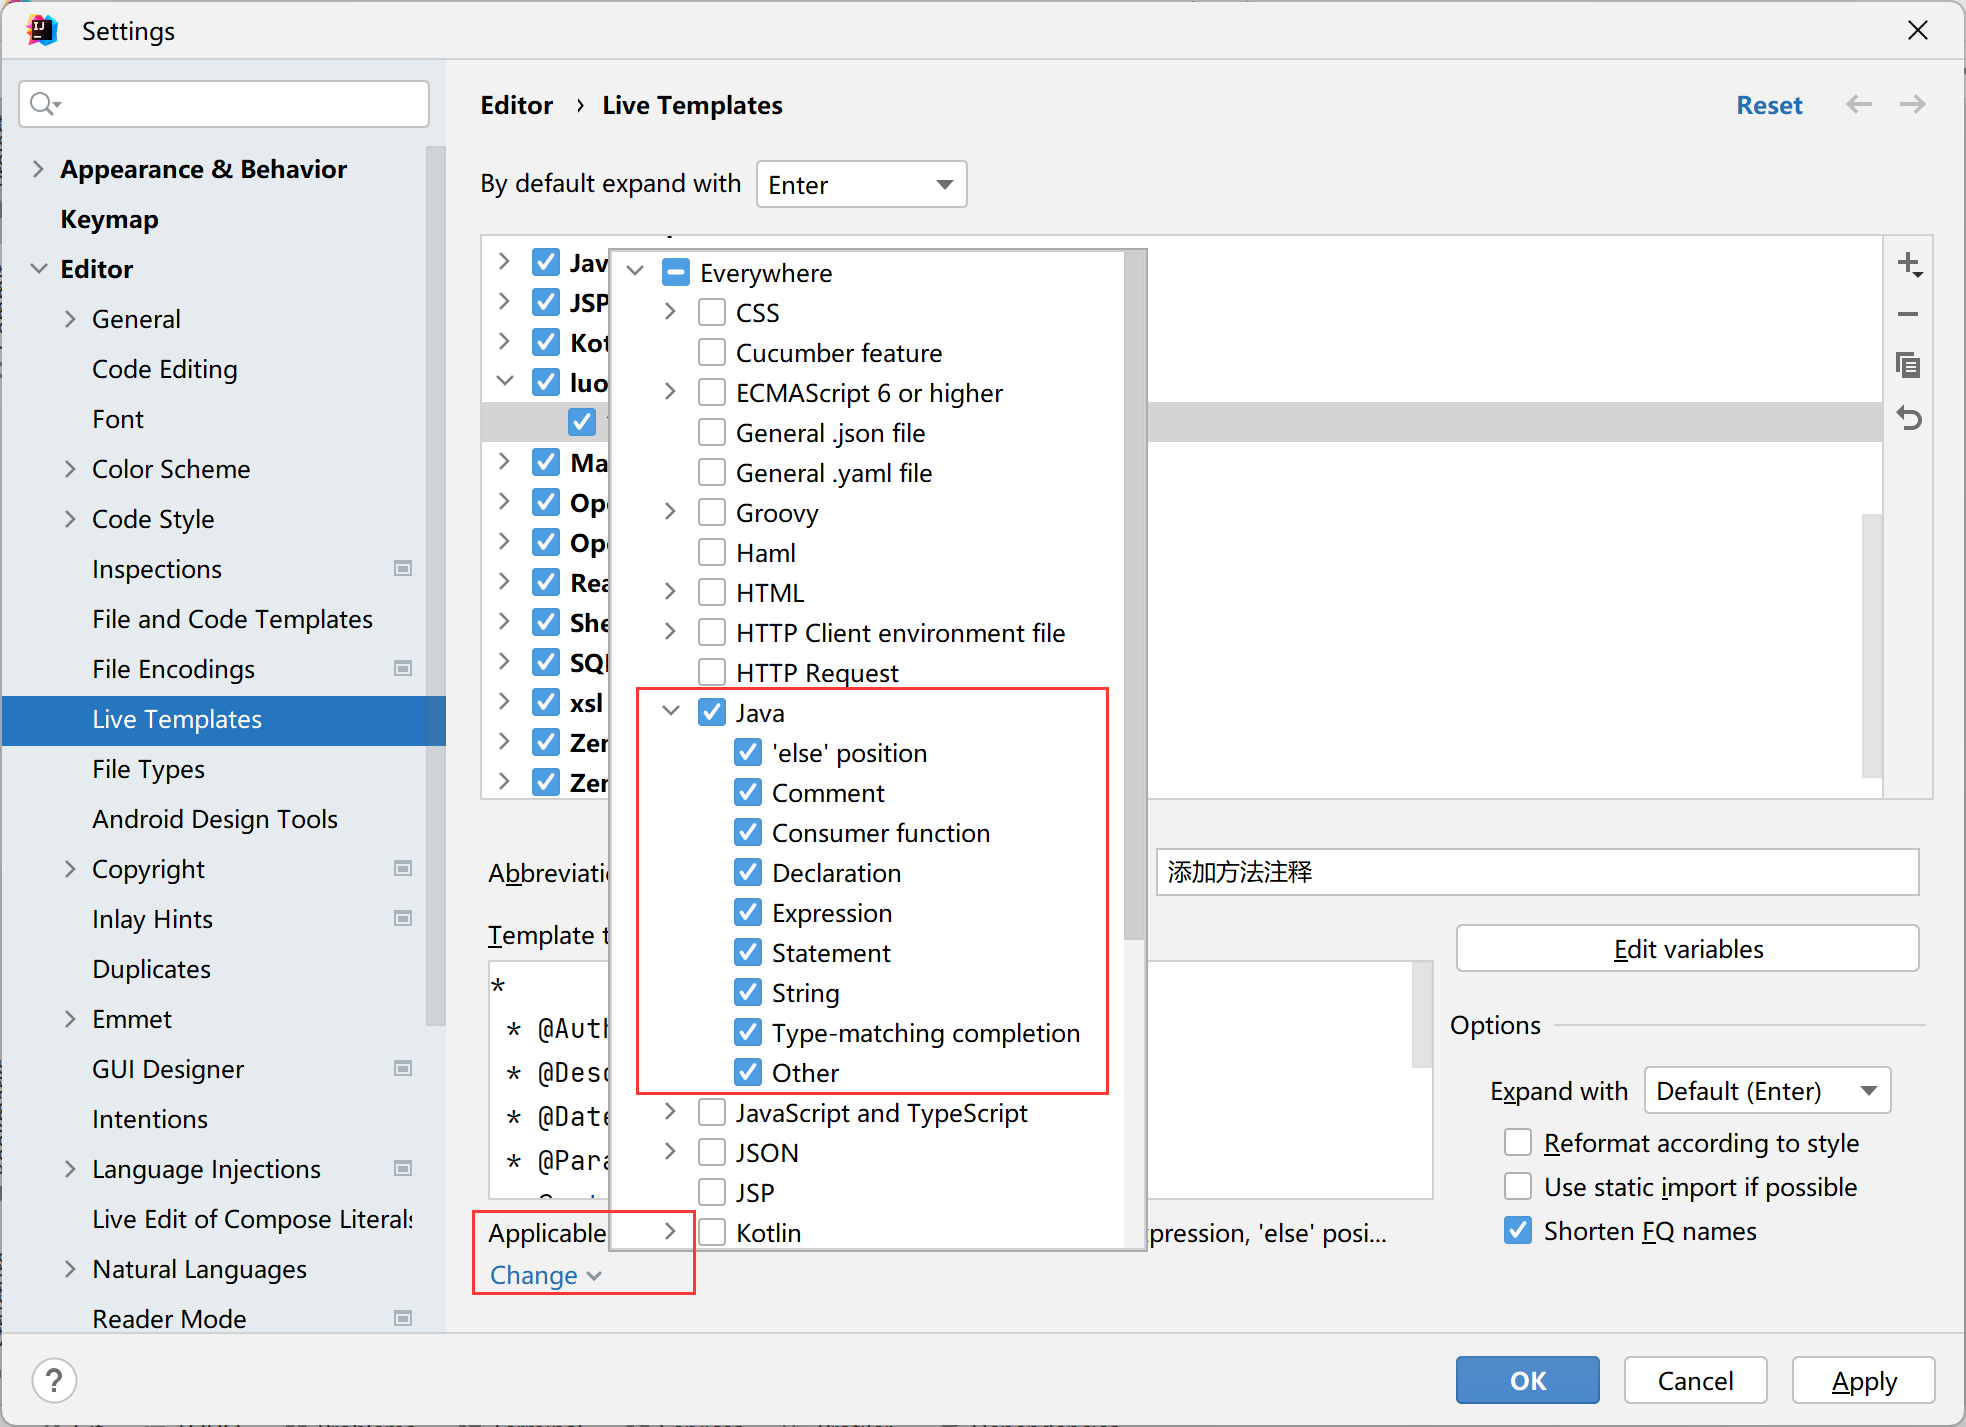 Settings
Editor › Live Templates
Reset
By default expand with
Enter
Appearance & Behavior
Keymap
Editor
General
Code Editing
Font
Color Scheme
Code Style
Inspections
File and Code Templates
File Encodings
Live Templates
File Types
Android Design Tools
Copyright
Inlay Hints
Duplicates
Emmet
GUI Designer
Intentions
Language Injections
Live Edit of Compose Literals
Natural Languages
Reader Mode
Jav
JSP
Kot
luo
Ma
Ope
Ope
Rea
She
SQL
xsl
Zen
Zen
Everywhere
CSS
Cucumber feature
ECMAScript 6 or higher
General .json file
General .yaml file
Groovy
Haml
HTML
HTTP Client environment file
HTTP Request
Java
'else' position
Comment
Consumer function
Declaration
Expression
Statement
String
Type-matching completion
Other
JavaScript and TypeScript
JSON
JSP
Kotlin
Abbreviati
添加方法注释
Template t
Edit variables
*
* @Auth
* @Desc
* @Date
* @Para
Options
Expand with
Default (Enter)
Reformat according to style
Use static import if possible
Shorten FQ names
Applicable
pression, 'else' posi...
Change
?
OK
Cancel
Apply